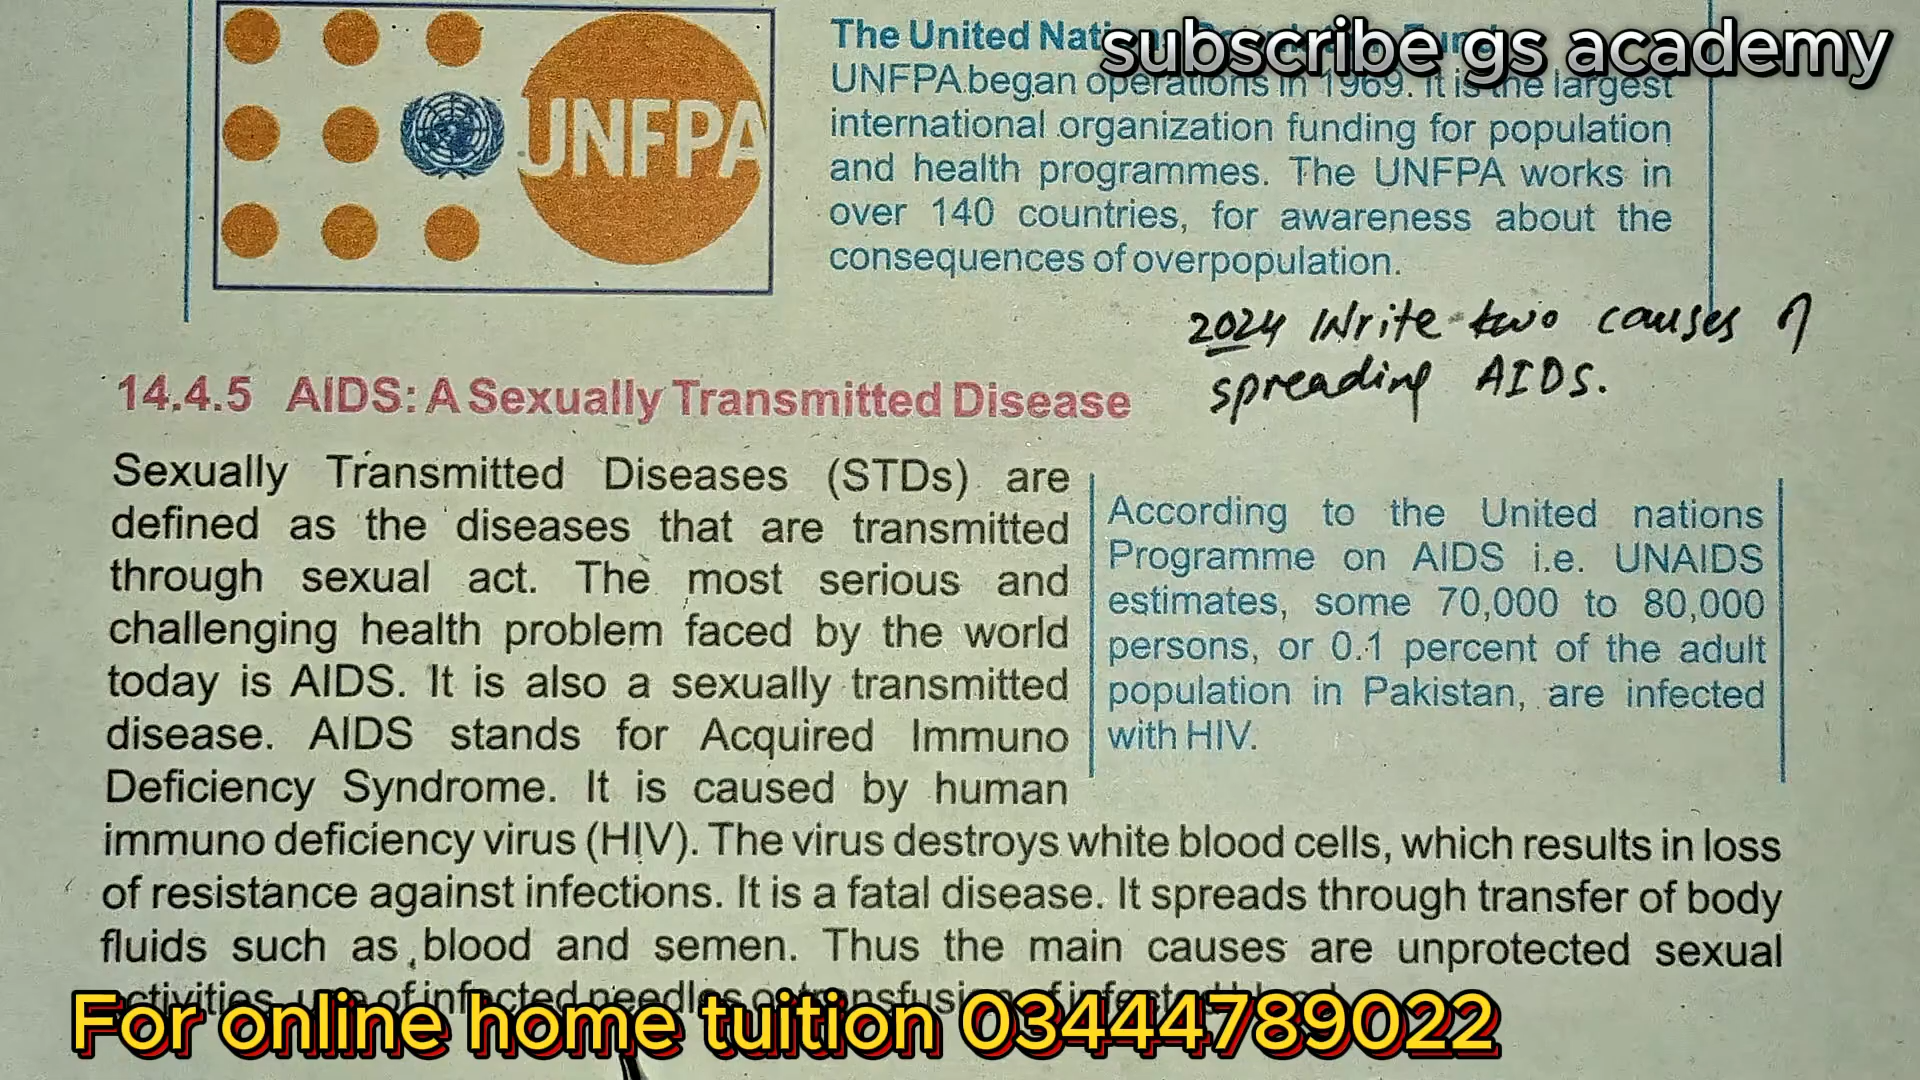 UNFPA
The United Nat
subscribe gs academy
UNFPA began operations in 1969. It is the largest
international organization funding for population
and health programmes. The UNFPA works in
over 140 countries, for awareness about the
consequences of overpopulation.
2024 Write two causes of
spreading AIDS.
14.4.5 AIDS: A Sexually Transmitted Disease
Sexually Transmitted Diseases (STDs) are
defined as the diseases that are transmitted
through sexual act. The most serious and
challenging health problem faced by the world
today is AIDS. It is also a sexually transmitted
disease. AIDS stands for Acquired Immuno
Deficiency Syndrome. It is caused by human
immuno deficiency virus (HIV). The virus destroys white blood cells, which results in loss
of resistance against infections. It is a fatal disease. It spreads through transfer of body
fluids such as blood and semen. Thus the main causes are unprotected sexual
According to the United nations
Programme on AIDS i.e. UNAIDS
estimates, some 70,000 to 80,000
persons, or 0.1 percent of the adult
population in Pakistan, are infected
with HIV.
For online home tuition 03444789022